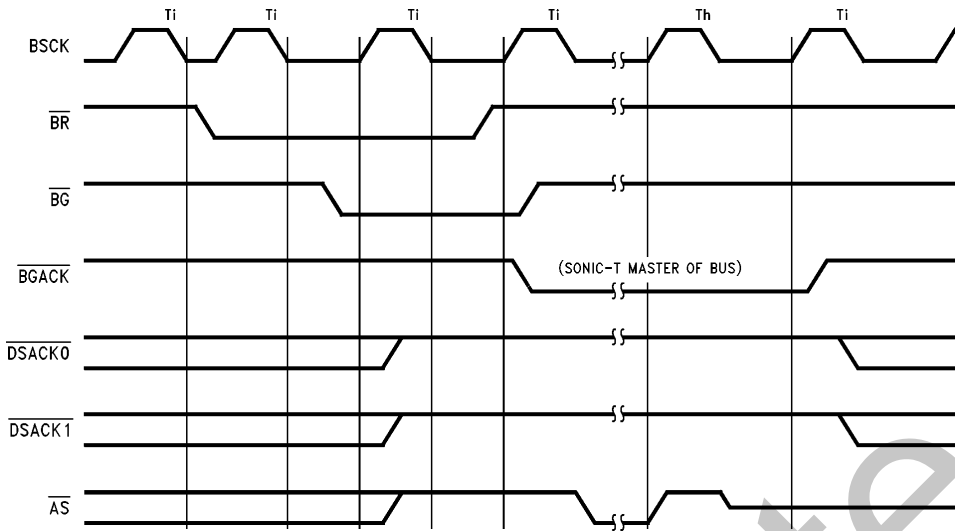 Ti Ti Ti Ti Th Ti
BSCK
BR
BG
BGACK
(SONIC-T MASTER OF BUS)
DSACK0
DSACK1
AS